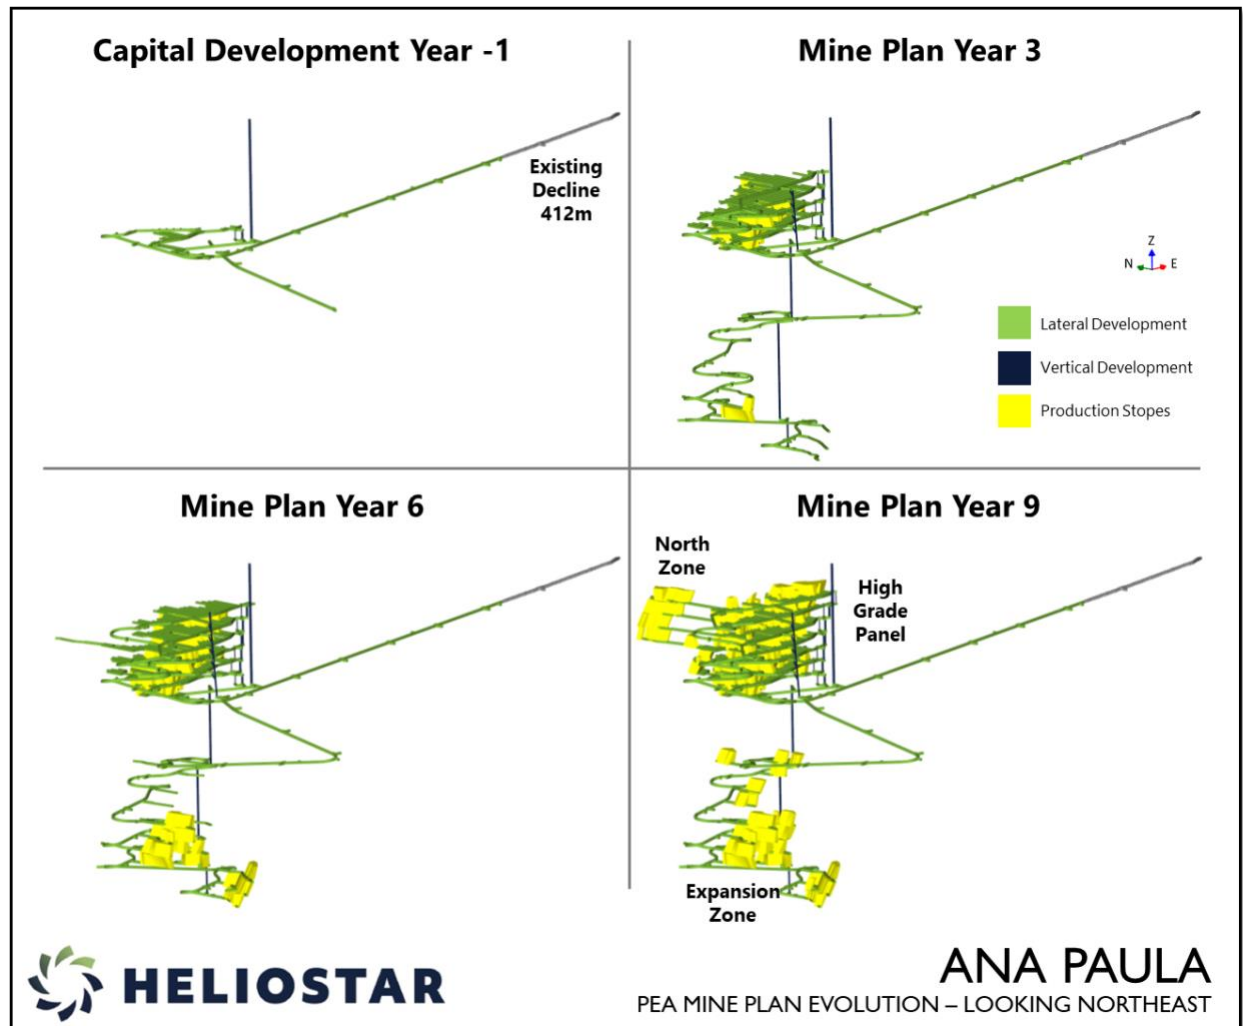 Capital Development Year -1
Existing
Decline
412m
Mine Plan Year 3
Z
N
E
Lateral Development
Vertical Development
Production Stopes
Mine Plan Year 6
Mine Plan Year 9
North
Zone
High
Grade
Panel
Expansion
Zone
HELIOSTAR
ANA PAULA
PEA MINE PLAN EVOLUTION – LOOKING NORTHEAST